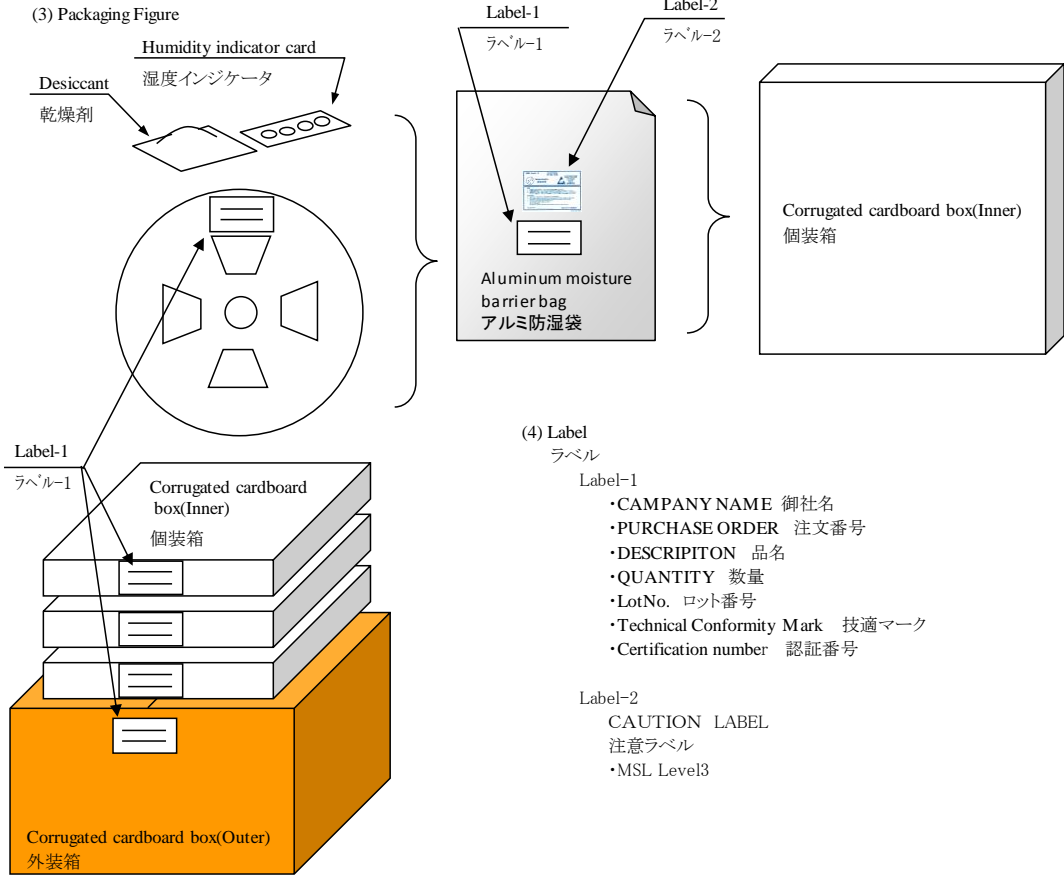 (3) Packaging Figure
Label-1
ラベル-1
Label-2
ラベル-2
Humidity indicator card
湿度インジケータ
Desiccant
乾燥剤
Aluminum moisture
barrier bag
アルミ防湿袋
Corrugated cardboard box(Inner)
個装箱
Label-1
ラベル-1
Corrugated cardboard
box(Inner)
個装箱
Corrugated cardboard box(Outer)
外装箱
(4) Label
ラベル
Label-1
・CAMPANY NAME 御社名
・PURCHASE ORDER 注文番号
・DESCRIPITON 品名
・QUANTITY 数量
・LotNo. ロット番号
・Technical Conformity Mark 技適マーク
・Certification number 認証番号
Label-2
CAUTION LABEL
注意ラベル
・MSL Level3